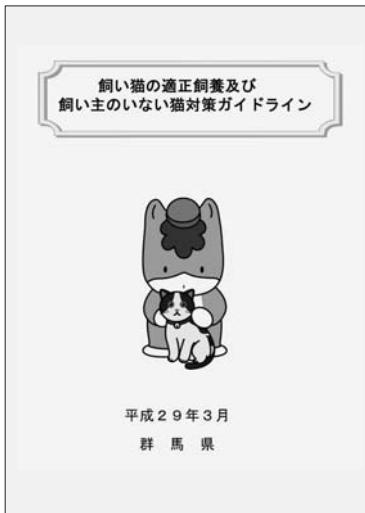 飼い猫の適正飼養及び
飼い主のいない猫対策ガイドライン
平成29年3月
群馬県